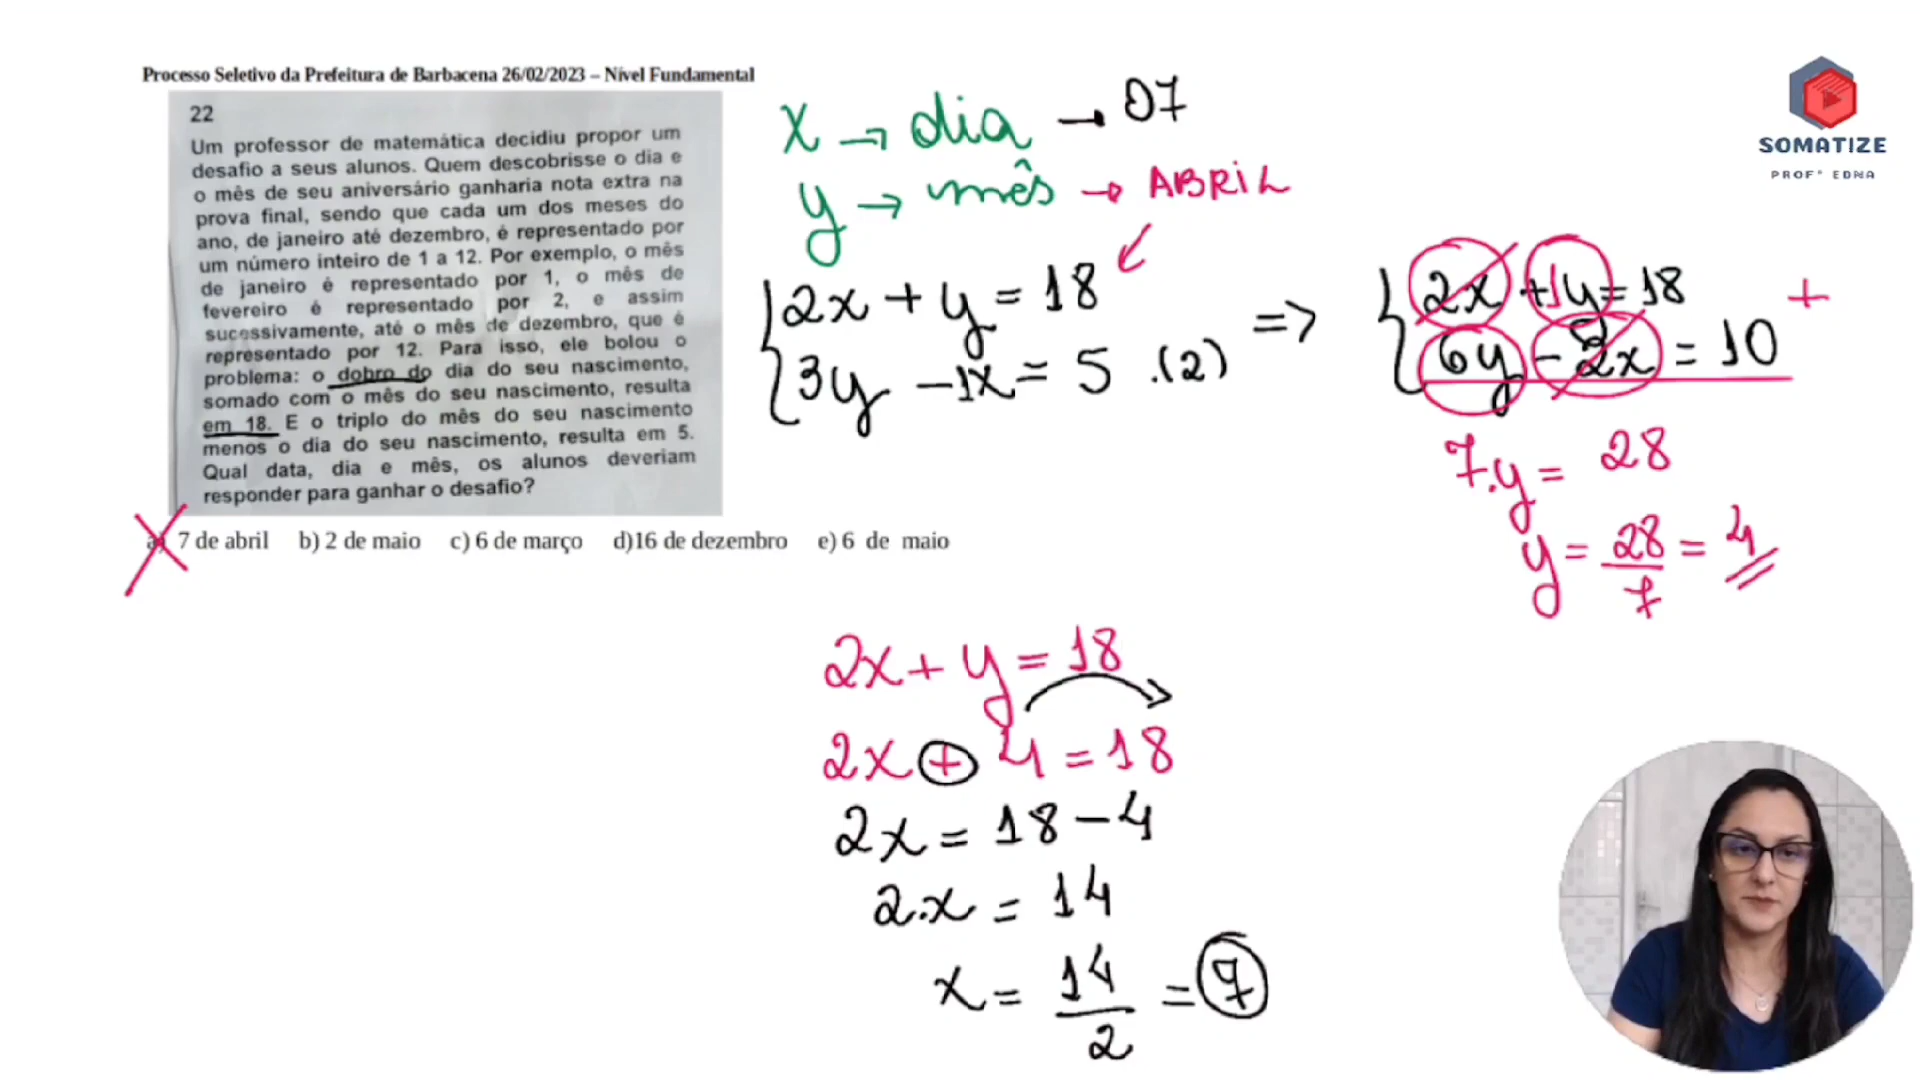 Processo Seletivo da Prefeitura de Barbacena 26/02/2023 – Nível Fundamental
22
Um professor de matemática decidiu propor um
desafio a seus alunos. Quem descobrisse o dia e
o mês de seu aniversário ganharia nota extra na
prova final, sendo que cada um dos meses do
ano, de janeiro até dezembro, é representado por
um número inteiro de 1 a 12. Por exemplo, o mês
de janeiro é representado por 1, o mês de
fevereiro é representado por 2, e assim
sucessivamente, até o mês de dezembro, que é
representado por 12. Para isso, ele bolou o
problema: o dobro do dia do seu nascimento,
somado com o mês do seu nascimento, resulta
em 18. E o triplo do mês do seu nascimento
menos o dia do seu nascimento, resulta em 5.
Qual data, dia e mês, os alunos deveriam
responder para ganhar o desafio?
a) 7 de abril b) 2 de maio c) 6 de março d)16 de dezembro e) 6 de maio
x → dia → 07
y → mês → ABRIL
2x + y = 18
3y - 1x = 5 .(2)
=>
2x + 1y = 18 +
6y - 2x = 10
7.y = 28
y = 28/7 = 4
2x + y = 18
2x + 4 = 18
2x = 18 - 4
2.x = 14
x = 14/2 = 7
SOMATIZE
PROFª EDNA